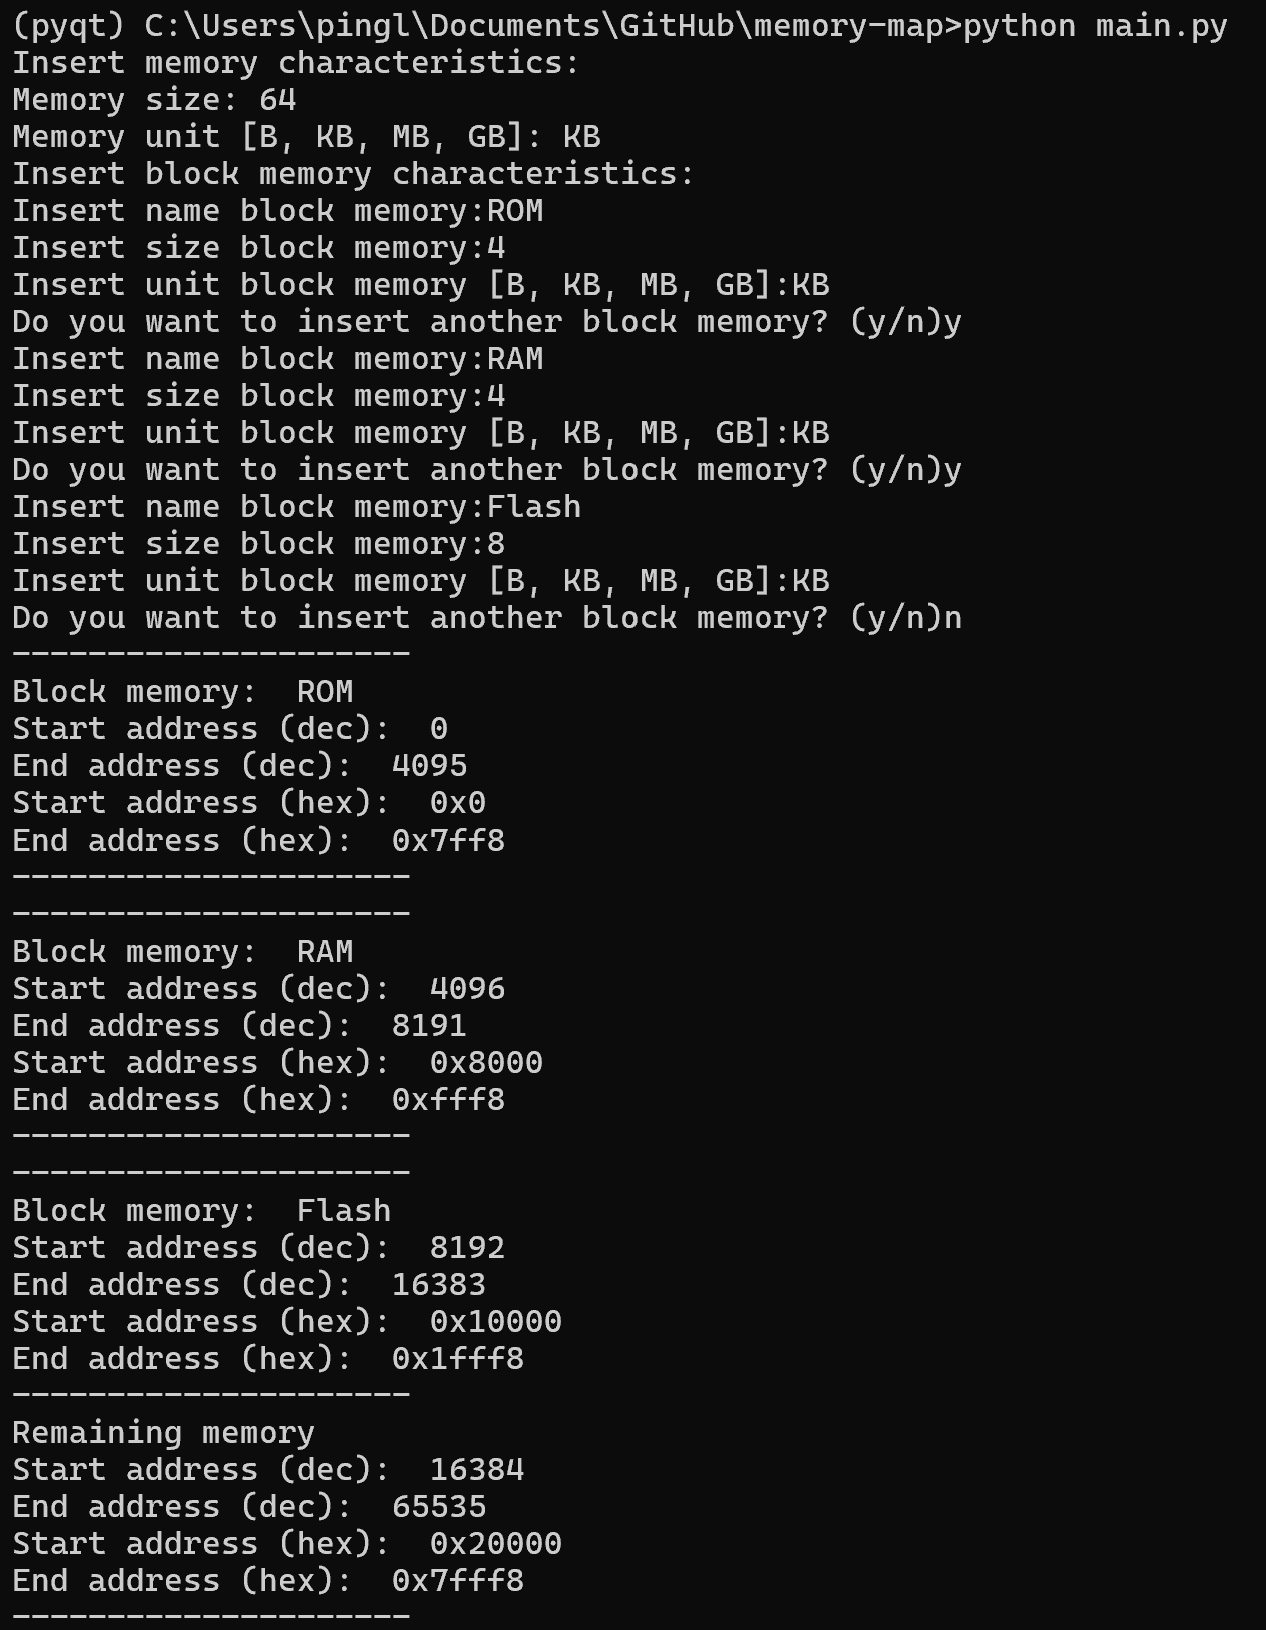 (pyqt) C:\Users\pingl\Documents\GitHub\memory-map>python main.py
Insert memory characteristics:
Memory size: 64
Memory unit [B, KB, MB, GB]: KB
Insert block memory characteristics:
Insert name block memory:ROM
Insert size block memory:4
Insert unit block memory [B, KB, MB, GB]:KB
Do you want to insert another block memory? (y/n)y
Insert name block memory:RAM
Insert size block memory:4
Insert unit block memory [B, KB, MB, GB]:KB
Do you want to insert another block memory? (y/n)y
Insert name block memory:Flash
Insert size block memory:8
Insert unit block memory [B, KB, MB, GB]:KB
Do you want to insert another block memory? (y/n)n
---------------------
Block memory:  ROM
Start address (dec):  0
End address (dec):  4095
Start address (hex):  0x0
End address (hex):  0x7ff8
---------------------
---------------------
Block memory:  RAM
Start address (dec):  4096
End address (dec):  8191
Start address (hex):  0x8000
End address (hex):  0xfff8
---------------------
---------------------
Block memory:  Flash
Start address (dec):  8192
End address (dec):  16383
Start address (hex):  0x10000
End address (hex):  0x1fff8
---------------------
Remaining memory
Start address (dec):  16384
End address (dec):  65535
Start address (hex):  0x20000
End address (hex):  0x7fff8
---------------------